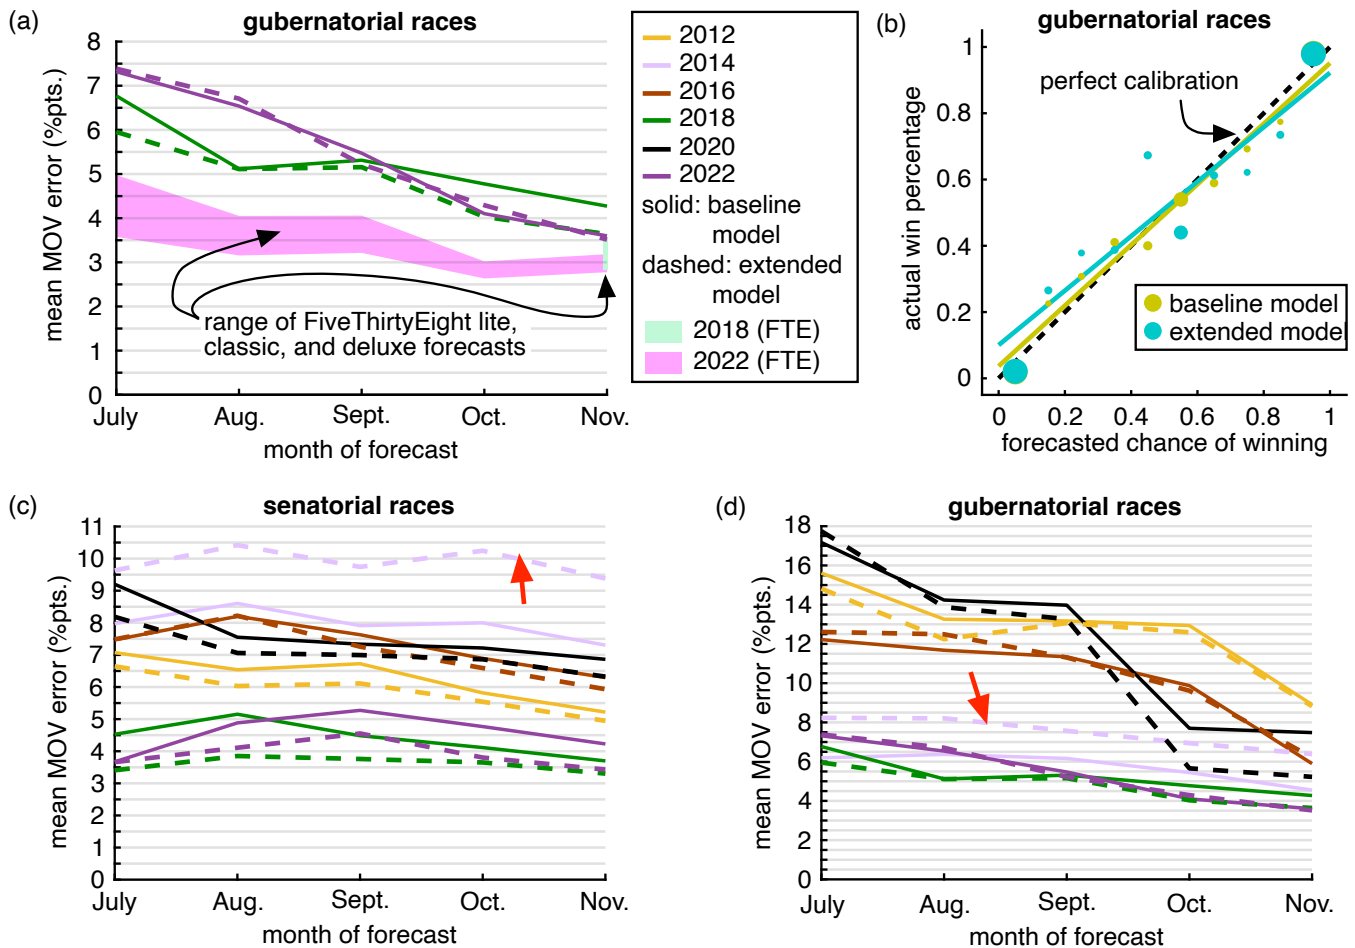 (a)
gubernatorial races
mean MOV error (%pts.)
8
7
6
5
4
3
2
1
0
July
Aug.
Sept.
Oct.
Nov.
month of forecast
range of FiveThirtyEight lite,
classic, and deluxe forecasts
2012
2014
2016
2018
2020
2022
solid: baseline
model
dashed: extended
model
2018 (FTE)
2022 (FTE)
(b)
gubernatorial races
actual win percentage
1
0.8
0.6
0.4
0.2
0
0
0.2
0.4
0.6
0.8
1
forecasted chance of winning
perfect calibration
baseline model
extended model
(c)
senatorial races
mean MOV error (%pts.)
11
10
9
8
7
6
5
4
3
2
1
0
July
Aug.
Sept.
Oct.
Nov.
month of forecast
(d)
gubernatorial races
mean MOV error (%pts.)
18
16
14
12
10
8
6
4
2
0
July
Aug.
Sept.
Oct.
Nov.
month of forecast